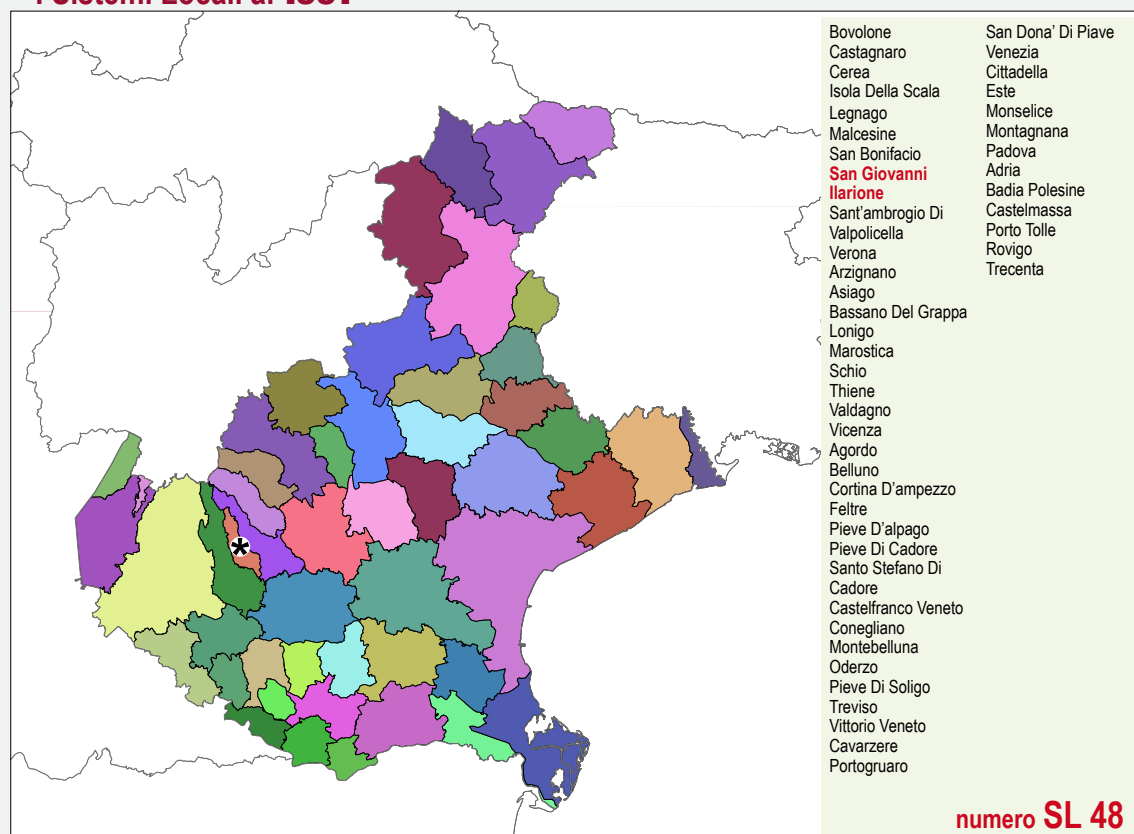 Bovolone
Castagnaro
Cerea
Isola Della Scala
Legnago
Malcesine
San Bonifacio
San Giovanni
Ilarione
Sant'ambrogio Di
Valpolicella
Verona
Arzignano
Asiago
Bassano Del Grappa
Lonigo
Marostica
Schio
Thiene
Valdagno
Vicenza
Agordo
Belluno
Cortina D'ampezzo
Feltre
Pieve D'alpago
Pieve Di Cadore
Santo Stefano Di
Cadore
Castelfranco Veneto
Conegliano
Montebelluna
Oderzo
Pieve Di Soligo
Treviso
Vittorio Veneto
Cavarzere
Portogruaro
San Dona' Di Piave
Venezia
Cittadella
Este
Monselice
Montagnana
Padova
Adria
Badia Polesine
Castelmassa
Porto Tolle
Rovigo
Trecenta
numero SL 48